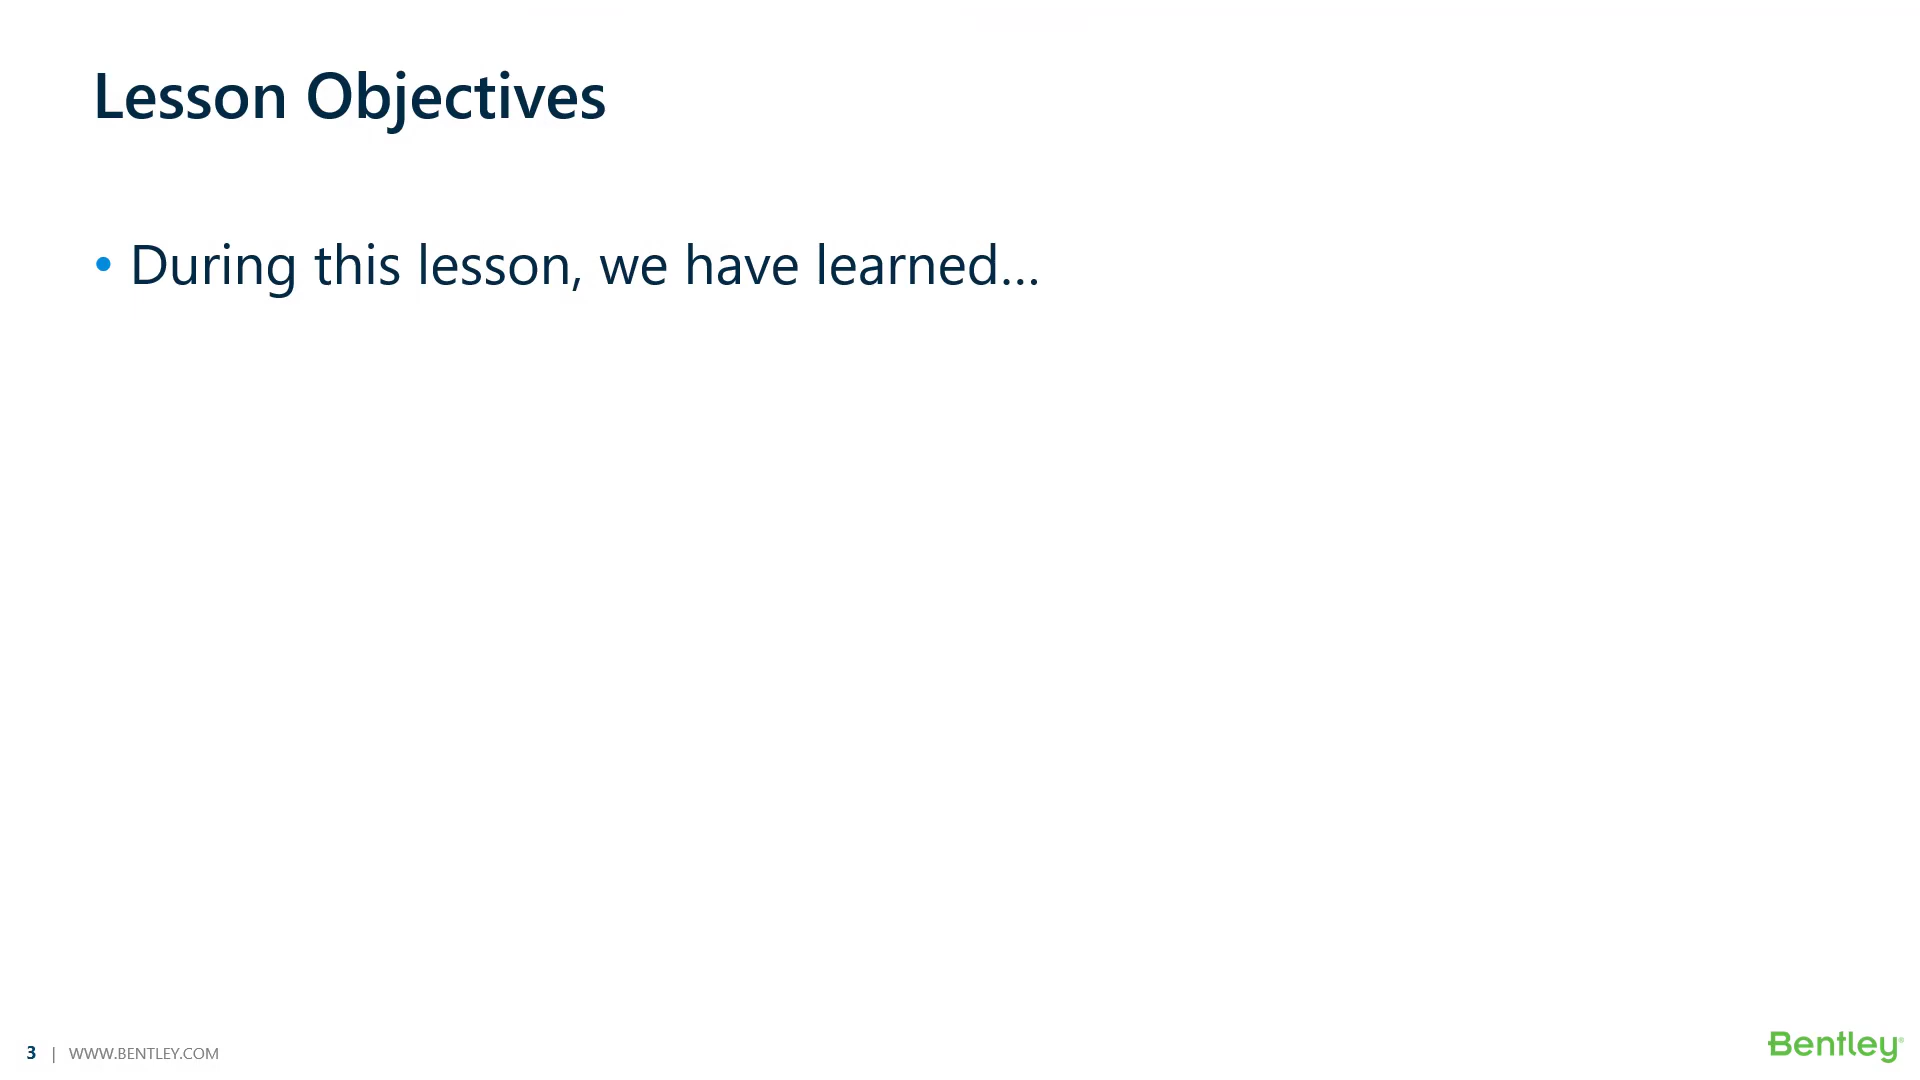 Lesson Objectives
• During this lesson, we have learned...
3 | WWW.BENTLEY.COM
Bentley®